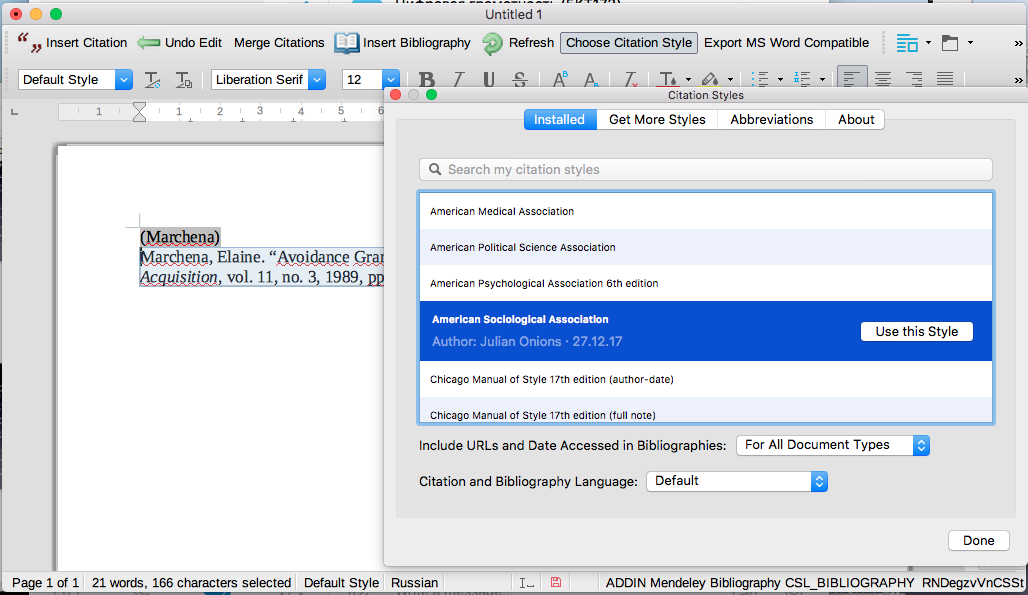 Untitled 1
Insert Citation Undo Edit Merge Citations Insert Bibliography Refresh Choose Citation Style Export MS Word Compatible »
Default Style Liberation Serif 12 B I U S »
1 1 2 3 4 5 6
(Marchena)
Marchena, Elaine. “Avoidance Gra
Acquisition, vol. 11, no. 3, 1989, pp
Citation Styles
Installed Get More Styles Abbreviations About
Search my citation styles
American Medical Association
American Political Science Association
American Psychological Association 6th edition
American Sociological Association
Author: Julian Onions · 27.12.17
Use this Style
Chicago Manual of Style 17th edition (author-date)
Chicago Manual of Style 17th edition (full note)
Include URLs and Date Accessed in Bibliographies: For All Document Types
Citation and Bibliography Language: Default
Done
Page 1 of 1 21 words, 166 characters selected Default Style Russian ADDIN Mendeley Bibliography CSL_BIBLIOGRAPHY RNDegzvVnCSSt